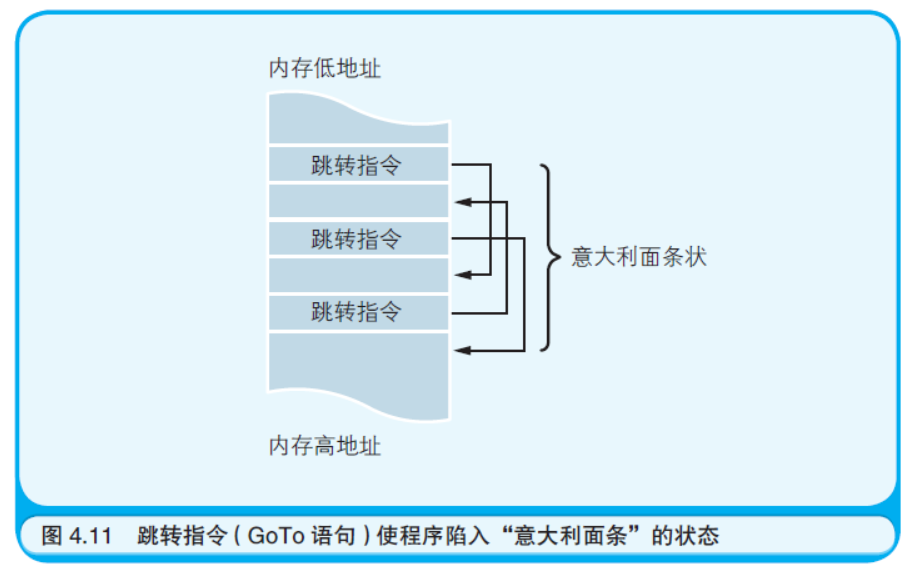 内存低地址
跳转指令
跳转指令
意大利面条状
跳转指令
内存高地址
图 4.11 跳转指令 ( GoTo 语句 ) 使程序陷入“意大利面条”的状态